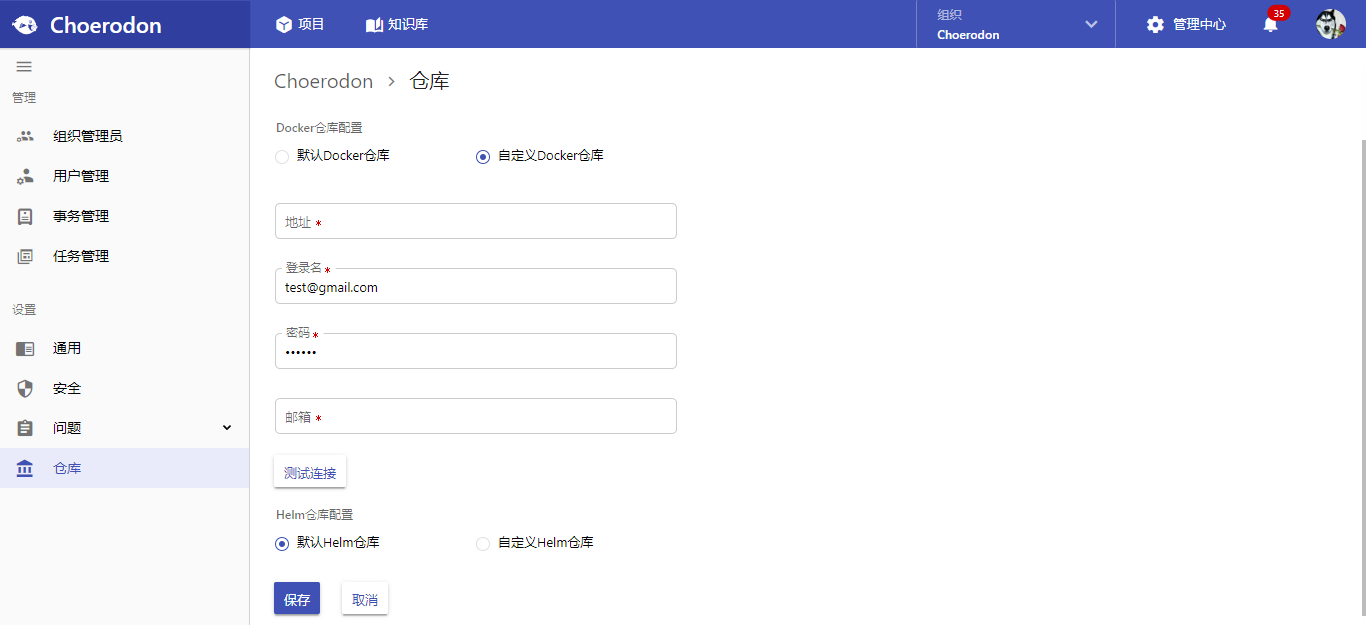 Choerodon
项目
知识库
组织
Choerodon
管理中心
35
管理
组织管理员
用户管理
事务管理
任务管理
设置
通用
安全
问题
仓库
Choerodon > 仓库
Docker仓库配置
默认Docker仓库
自定义Docker仓库
地址 *
登录名 *
test@gmail.com
密码 *
••••••
邮箱 *
测试连接
Helm仓库配置
默认Helm仓库
自定义Helm仓库
保存
取消